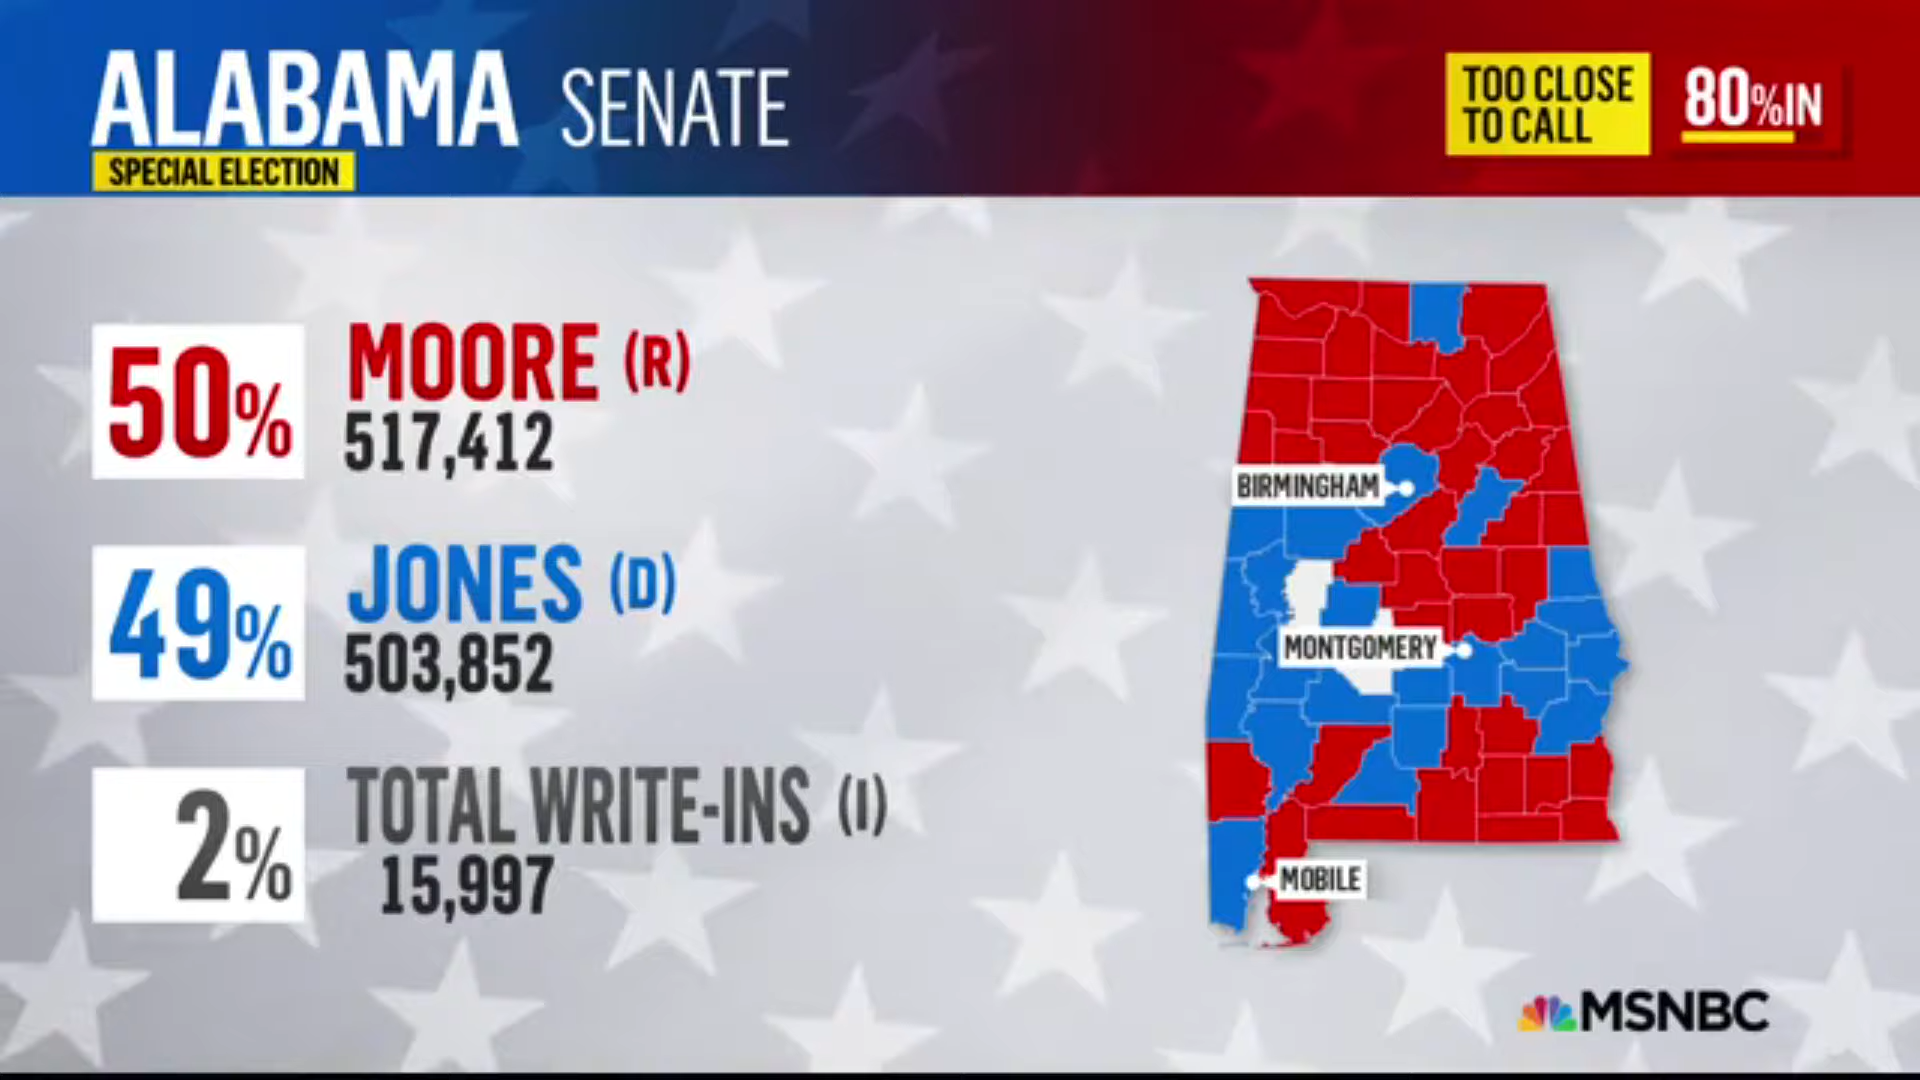 ALABAMA SENATE
SPECIAL ELECTION
TOO CLOSE
TO CALL
80%IN
50%
MOORE (R)
517,412
49%
JONES (D)
503,852
2%
TOTAL WRITE-INS (I)
15,997
BIRMINGHAM
MONTGOMERY
MOBILE
MSNBC